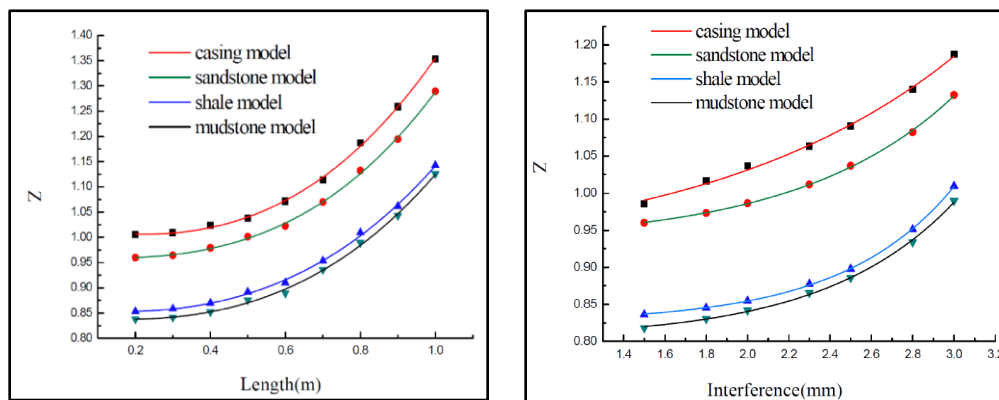 1.40
1.35
1.30
1.25
1.20
1.15
1.10
1.05
1.00
0.95
0.90
0.85
0.80
Z
casing model
sandstone model
shale model
mudstone model
0.2 0.4 0.6 0.8 1.0
Length(m)
1.20
1.15
1.10
1.05
1.00
0.95
0.90
0.85
0.80
Z
casing model
sandstone model
shale model
mudstone model
1.4 1.6 1.8 2.0 2.2 2.4 2.6 2.8 3.0 3.2
Interference(mm)